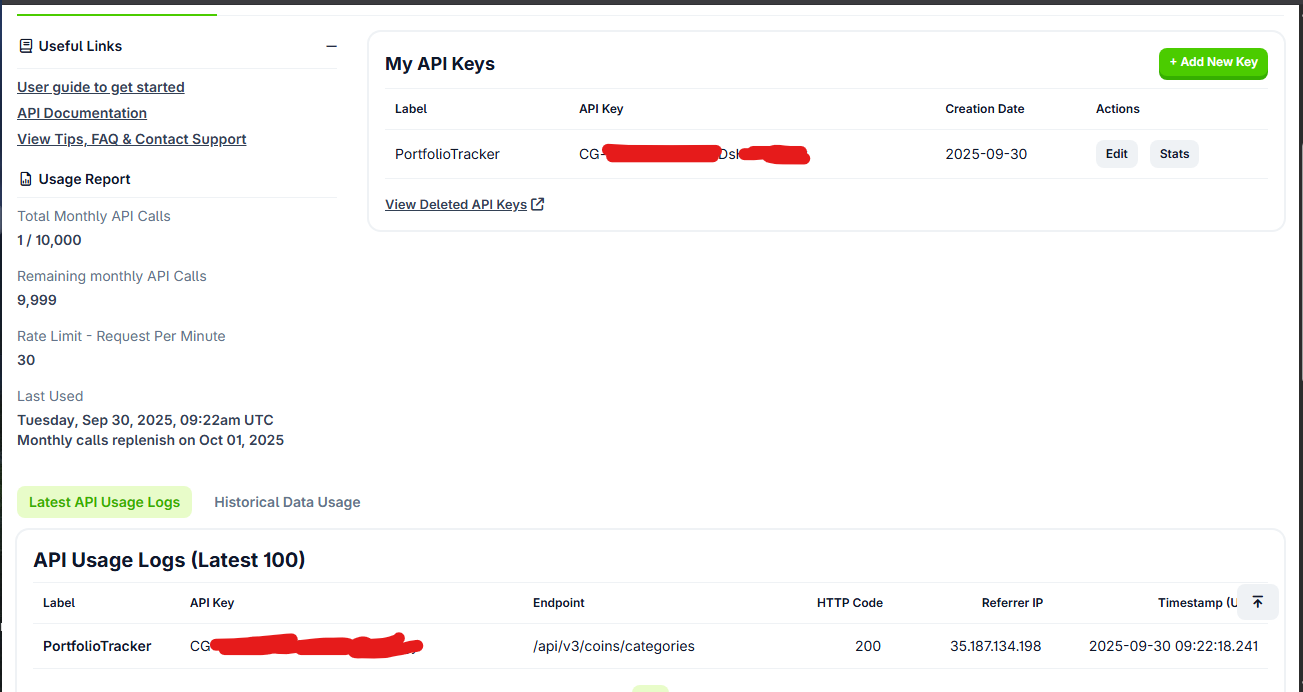 Useful Links
User guide to get started
API Documentation
View Tips, FAQ & Contact Support
Usage Report
Total Monthly API Calls
1 / 10,000
Remaining monthly API Calls
9,999
Rate Limit - Request Per Minute
30
Last Used
Tuesday, Sep 30, 2025, 09:22am UTC
Monthly calls replenish on Oct 01, 2025
My API Keys
+ Add New Key
Label API Key Creation Date Actions
PortfolioTracker CG- 2025-09-30 Edit Stats
View Deleted API Keys
Latest API Usage Logs Historical Data Usage
API Usage Logs (Latest 100)
Label API Key Endpoint HTTP Code Referrer IP Timestamp
PortfolioTracker CG /api/v3/coins/categories 200 35.187.134.198 2025-09-30 09:22:18.241